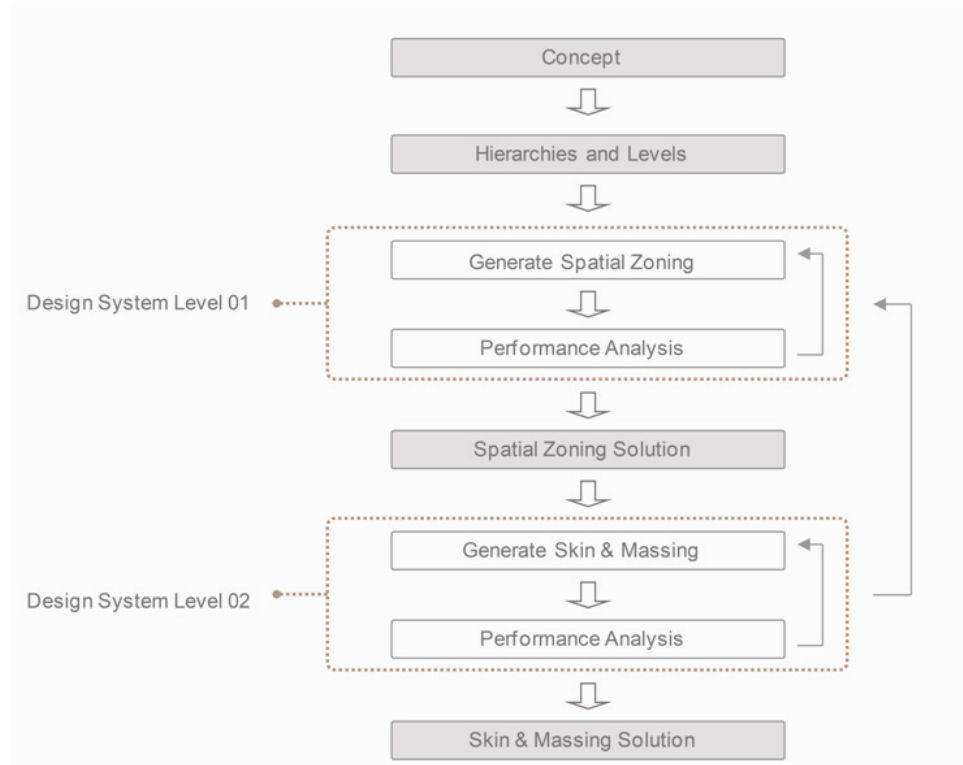 Concept
Hierarchies and Levels
Generate Spatial Zoning
Design System Level 01
Performance Analysis
Spatial Zoning Solution
Generate Skin & Massing
Design System Level 02
Performance Analysis
Skin & Massing Solution